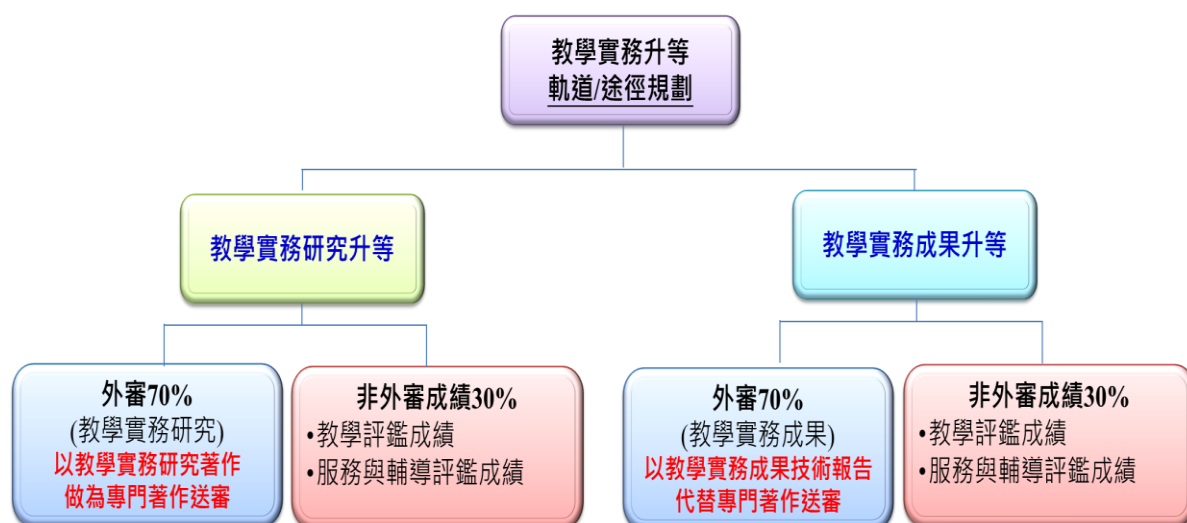 教學實務升等
軌道/途徑規劃
教學實務研究升等
教學實務成果升等
外審70%
(教學實務研究)
以教學實務研究著作
做為專門著作送審
非外審成績30%
•教學評鑑成績
•服務與輔導評鑑成績
外審70%
(教學實務成果)
以教學實務成果技術報告
代替專門著作送審
非外審成績30%
•教學評鑑成績
•服務與輔導評鑑成績